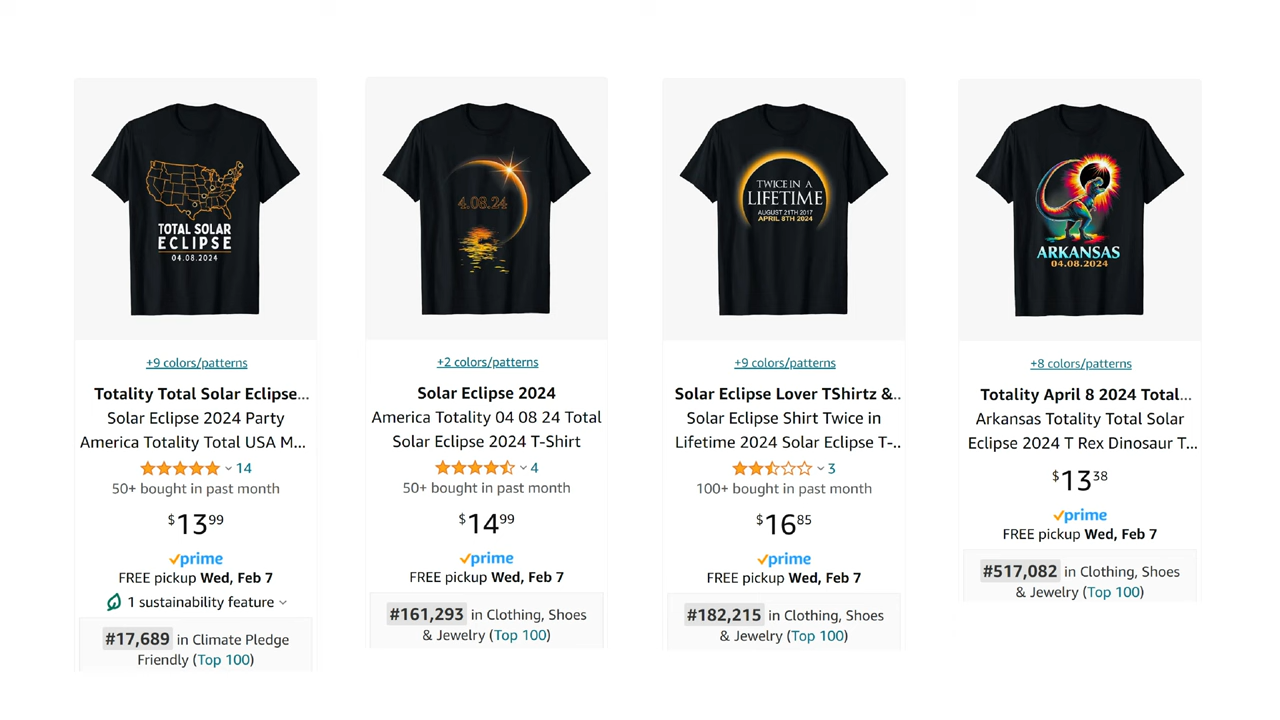 TOTAL SOLAR
ECLIPSE
04.08.2024
+9 colors/patterns
Totality Total Solar Eclipse...
Solar Eclipse 2024 Party
America Totality Total USA M...
14
50+ bought in past month
$13 99
prime
FREE pickup Wed, Feb 7
1 sustainability feature
#17,689 in Climate Pledge
Friendly (Top 100)
4.08.24
+2 colors/patterns
Solar Eclipse 2024
America Totality 04 08 24 Total
Solar Eclipse 2024 T-Shirt
4
50+ bought in past month
$14 99
prime
FREE pickup Wed, Feb 7
#161,293 in Clothing, Shoes
& Jewelry (Top 100)
TWICE IN A
LIFETIME
AUGUST 21TH 2017
APRIL 8TH 2024
+9 colors/patterns
Solar Eclipse Lover TShirtz &..
Solar Eclipse Shirt Twice in
Lifetime 2024 Solar Eclipse T-..
3
100+ bought in past month
$16 85
prime
FREE pickup Wed, Feb 7
#182,215 in Clothing, Shoes
& Jewelry (Top 100)
ARKANSAS
04.08.2024
+8 colors/patterns
Totality April 8 2024 Total...
Arkansas Totality Total Solar
Eclipse 2024 T Rex Dinosaur T...
$13 38
prime
FREE pickup Wed, Feb 7
#517,082 in Clothing, Shoes
& Jewelry (Top 100)